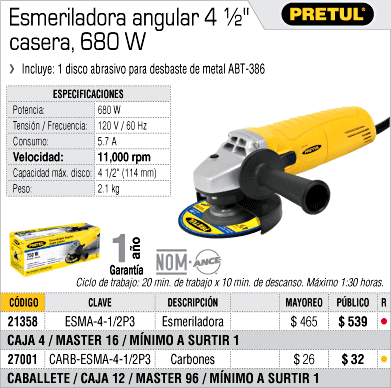 Esmeriladora angular 4 ½"
casera, 680 W
PRETUL®
Incluye: 1 disco abrasivo para desbaste de metal ABT-386
ESPECIFICACIONES
Potencia: 680 W
Tensión / Frecuencia: 120 V / 60 Hz
Consumo: 5.7 A
Velocidad: 11,000 rpm
Capacidad máx. disco: 4 1/2" (114 mm)
Peso: 2.1 kg
PRETUL
1 año
Garantía
NOM-ANCE
Ciclo de trabajo: 20 min. de trabajo x 10 min. de descanso. Máximo 1:30 horas.
CÓDIGO CLAVE DESCRIPCIÓN MAYOREO PÚBLICO R
21358 ESMA-4-1/2P3 Esmeriladora $ 465 $ 539
CAJA 4 / MASTER 16 / MÍNIMO A SURTIR 1
27001 CARB-ESMA-4-1/2P3 Carbones $ 26 $ 32
CABALLETE / CAJA 12 / MASTER 96 / MÍNIMO A SURTIR 1